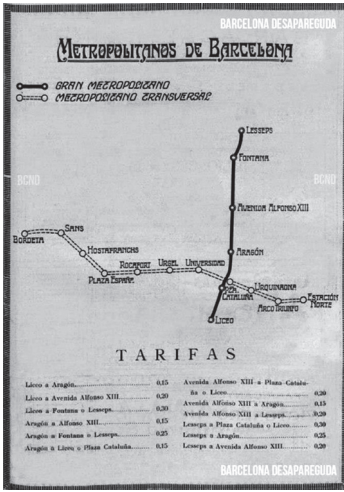 BARCELONA DESAPAREGUDA
METROPOLITANOS DE BARCELONA
GRAN METROPOLITANO
METROPOLITANO TRANSVERSAL
LESSEPS
FONTANA
BCND
BCND
AVENIDA ALFONSO XIII
SANS
BORDETA
HOSTAFRANCHS
ARAGÓN
ROCAFORT
URGEL
UNIVERSIDAD
PLAZA ESPAÑA
PZA.
CATALUÑA
URQUINAONA
ESTACIÓN
NORTE
ARCO TRIUNFO
LICEO
TARIFAS
Liceo a Aragón, 0,15
Liceo a Avenida Alfonso XIII. 0,20
Liceo a Fontana o Lesseps. 0,30
Aragón a Alfonso XIII. 0,15
Aragón a Fontana o Lesseps. 0,25
Aragón a Liceo o Plaza Cataluña. 0,15
Avenida Alfonso XIII a Plaza Catalu-
ña o Liceo. 0,20
Avenida Alfonso XIII a Aragón. 0,15
Avenida Alfonso XIII a Lesseps. 0,20
Lesseps a Plaza Cataluña o Liceo. 0,30
Lesseps a Aragón. 0,25
Lesseps a Avenida Alfonso XIII. 0,20
BARCELONA DESAPAREGUDA